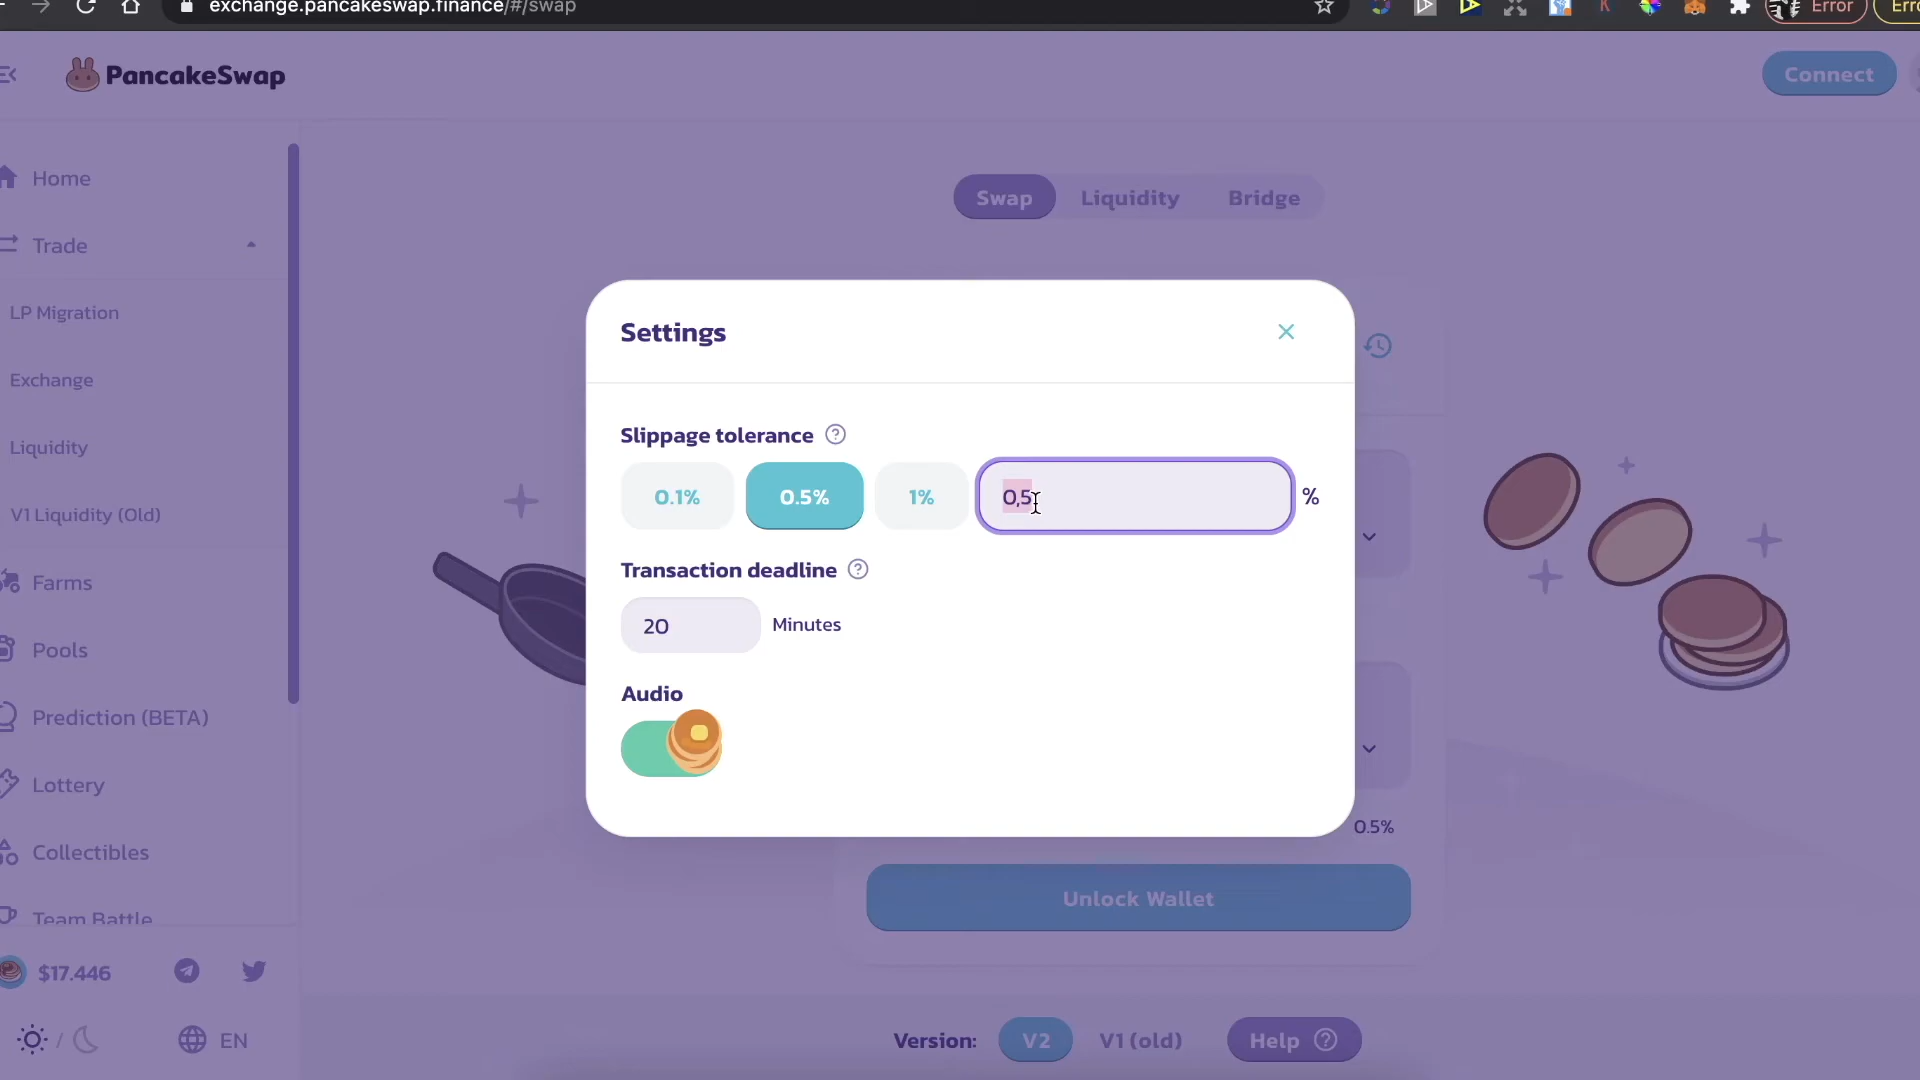 exchange.pancakeswap.finance/#/swap
Error
Erro
PancakeSwap
Connect
Home
Trade
LP Migration
Exchange
Liquidity
V1 Liquidity (Old)
Farms
Pools
Prediction (BETA)
Lottery
Collectibles
Team Battle
$17.446
/
EN
Swap Liquidity Bridge
Settings
Slippage tolerance ?
0.1% 0.5% 1% 0,5 %
Transaction deadline ?
20 Minutes
Audio
0.5%
Unlock Wallet
Version: V2 V1 (old) Help ?